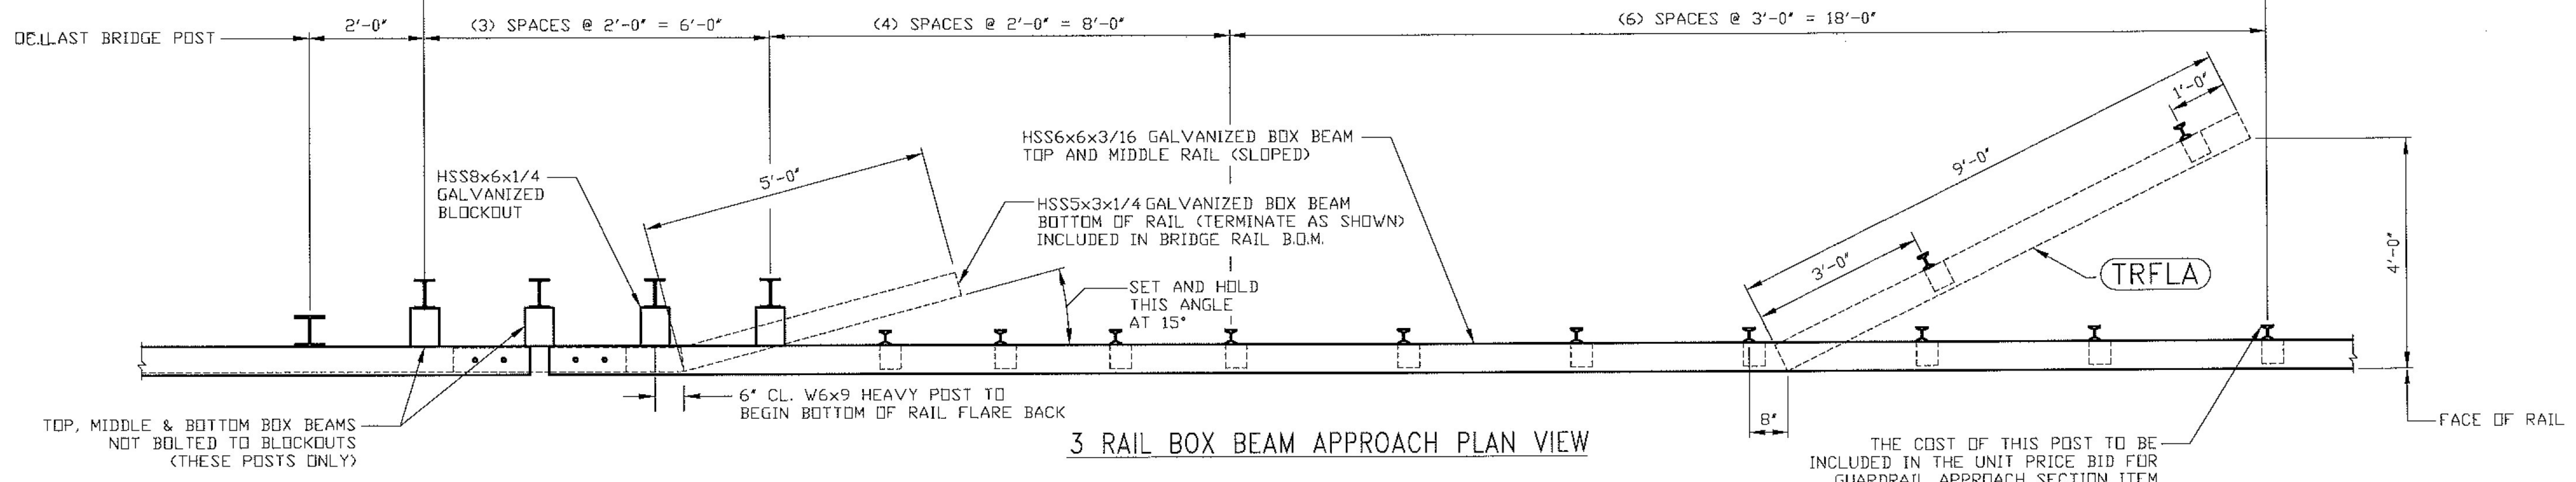 2'-0"
(3) SPACES @ 2'-0" = 6'-0"
(4) SPACES @ 2'-0" = 8'-0"
(6) SPACES @ 3'-0" = 18'-0"
LAST BRIDGE POST
HSS8x6x1/4
GALVANIZED
BLOCKOUT
5'-0"
HSS6x6x3/16 GALVANIZED BOX BEAM
TOP AND MIDDLE RAIL (SLOPED)
HSS5x3x1/4 GALVANIZED BOX BEAM
BOTTOM OF RAIL (TERMINATE AS SHOWN)
INCLUDED IN BRIDGE RAIL B.O.M.
SET AND HOLD
THIS ANGLE
AT 15°
1'-0"
9'-0"
3'-0"
TRFLA
4'-0"
6" CL. W6x9 HEAVY POST TO
BEGIN BOTTOM OF RAIL FLARE BACK
8"
TOP, MIDDLE & BOTTOM BOX BEAMS
NOT BOLTED TO BLOCKOUTS
(THESE POSTS ONLY)
3 RAIL BOX BEAM APPROACH PLAN VIEW
FACE OF RAIL
THE COST OF THIS POST TO BE
INCLUDED IN THE UNIT PRICE BID FOR
GUARDRAIL APPROACH SECTION ITEM